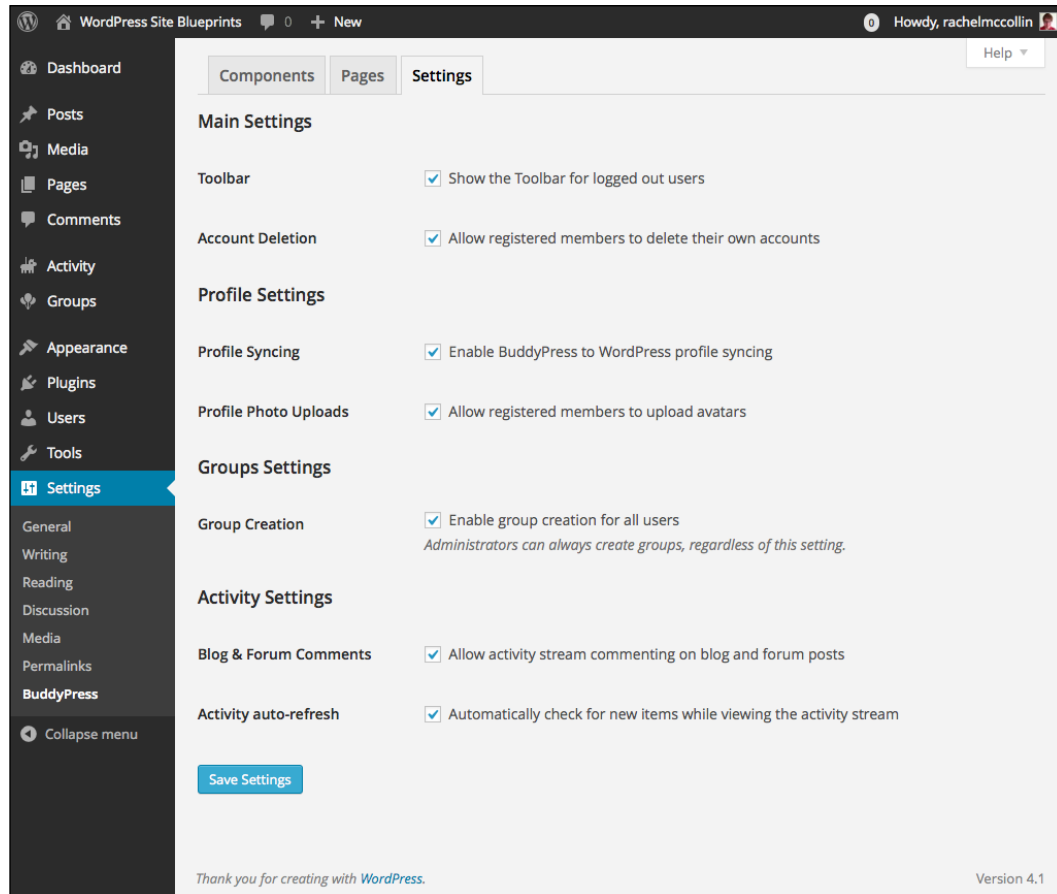 WordPress Site Blueprints 0 + New 0 Howdy, rachelmccollin
Help
Dashboard
Posts
Media
Pages
Comments
Activity
Groups
Appearance
Plugins
Users
Tools
Settings
General
Writing
Reading
Discussion
Media
Permalinks
BuddyPress
Collapse menu
Components Pages Settings
Main Settings
Toolbar Show the Toolbar for logged out users
Account Deletion Allow registered members to delete their own accounts
Profile Settings
Profile Syncing Enable BuddyPress to WordPress profile syncing
Profile Photo Uploads Allow registered members to upload avatars
Groups Settings
Group Creation Enable group creation for all users
Administrators can always create groups, regardless of this setting.
Activity Settings
Blog & Forum Comments Allow activity stream commenting on blog and forum posts
Activity auto-refresh Automatically check for new items while viewing the activity stream
Save Settings
Thank you for creating with WordPress. Version 4.1